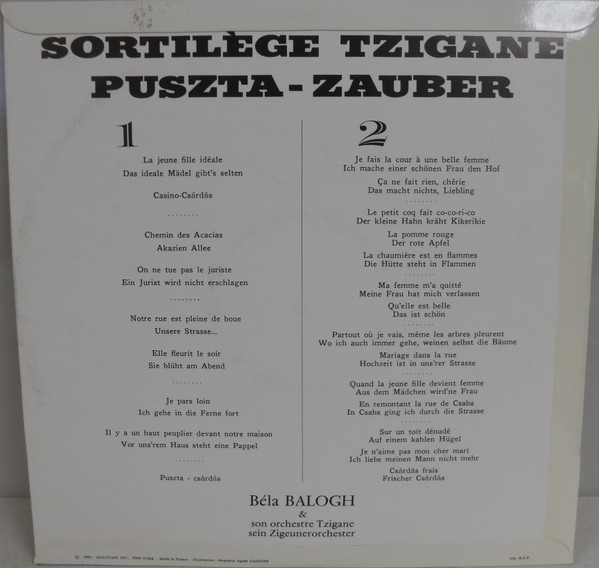 SORTILÈGE TZIGANE
PUSZTA - ZAUBER
1
La jeune fille idéale
Das ideale Mädel gibt's selten
Casino-Csárdás
........
Chemin des Acacias
Akazien Allee
On ne tue pas le juriste
Ein Jurist wird nicht erschlagen
........
Notre rue est pleine de boue
Unsere Strasse...
Elle fleurit le soir
Sie blüht am Abend
........
Je pars loin
Ich gehe in die Ferne fort
Il y a un haut peuplier devant notre maison
Vor uns'rem Haus steht eine Pappel
........
Puszta - csárdás
2
Je fais la cour à une belle femme
Ich mache einer schönen Frau den Hof
Ça ne fait rien, chérie
Das macht nichts, Liebling
........
Le petit coq fait co-co-ri-co
Der kleine Hahn kräht Kikerikie
La pomme rouge
Der rote Apfel
La chaumière est en flammes
Die Hütte steht in Flammen
........
Ma femme m'a quitté
Meine Frau hat mich verlassen
Qu'elle est belle
Das ist schön
........
Partout où je vais, même les arbres pleurent
Wo ich auch immer gehe, weinen selbst die Bäume
Mariage dans la rue
Hochzeit ist in uns'rer Strasse
........
Quand la jeune fille devient femme
Aus dem Mädchen wird'ne Frau
En remontant la rue de Csaba
In Csaba ging ich durch die Strasse
........
Sur un toit dénudé
Auf einem kahlen Hügel
Je n'aime pas mon cher mari
Ich liebe meinen Mann nicht mehr
........
Csárdás frais
Frischer Csárdás
Béla BALOGH
&
son orchestre Tzigane
sein Zigeunerorchester